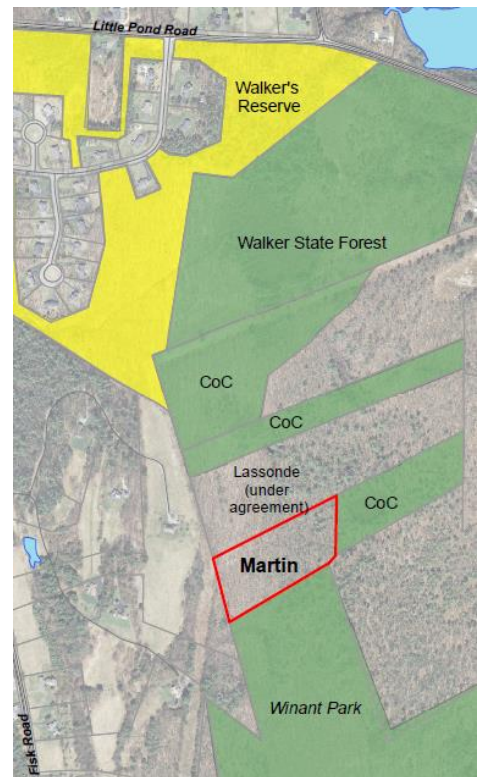 Little Pond Road
Walker's
Reserve
Walker State Forest
CoC
CoC
Lassonde
(under
agreement)
CoC
Martin
Winant Park
Fisk Road